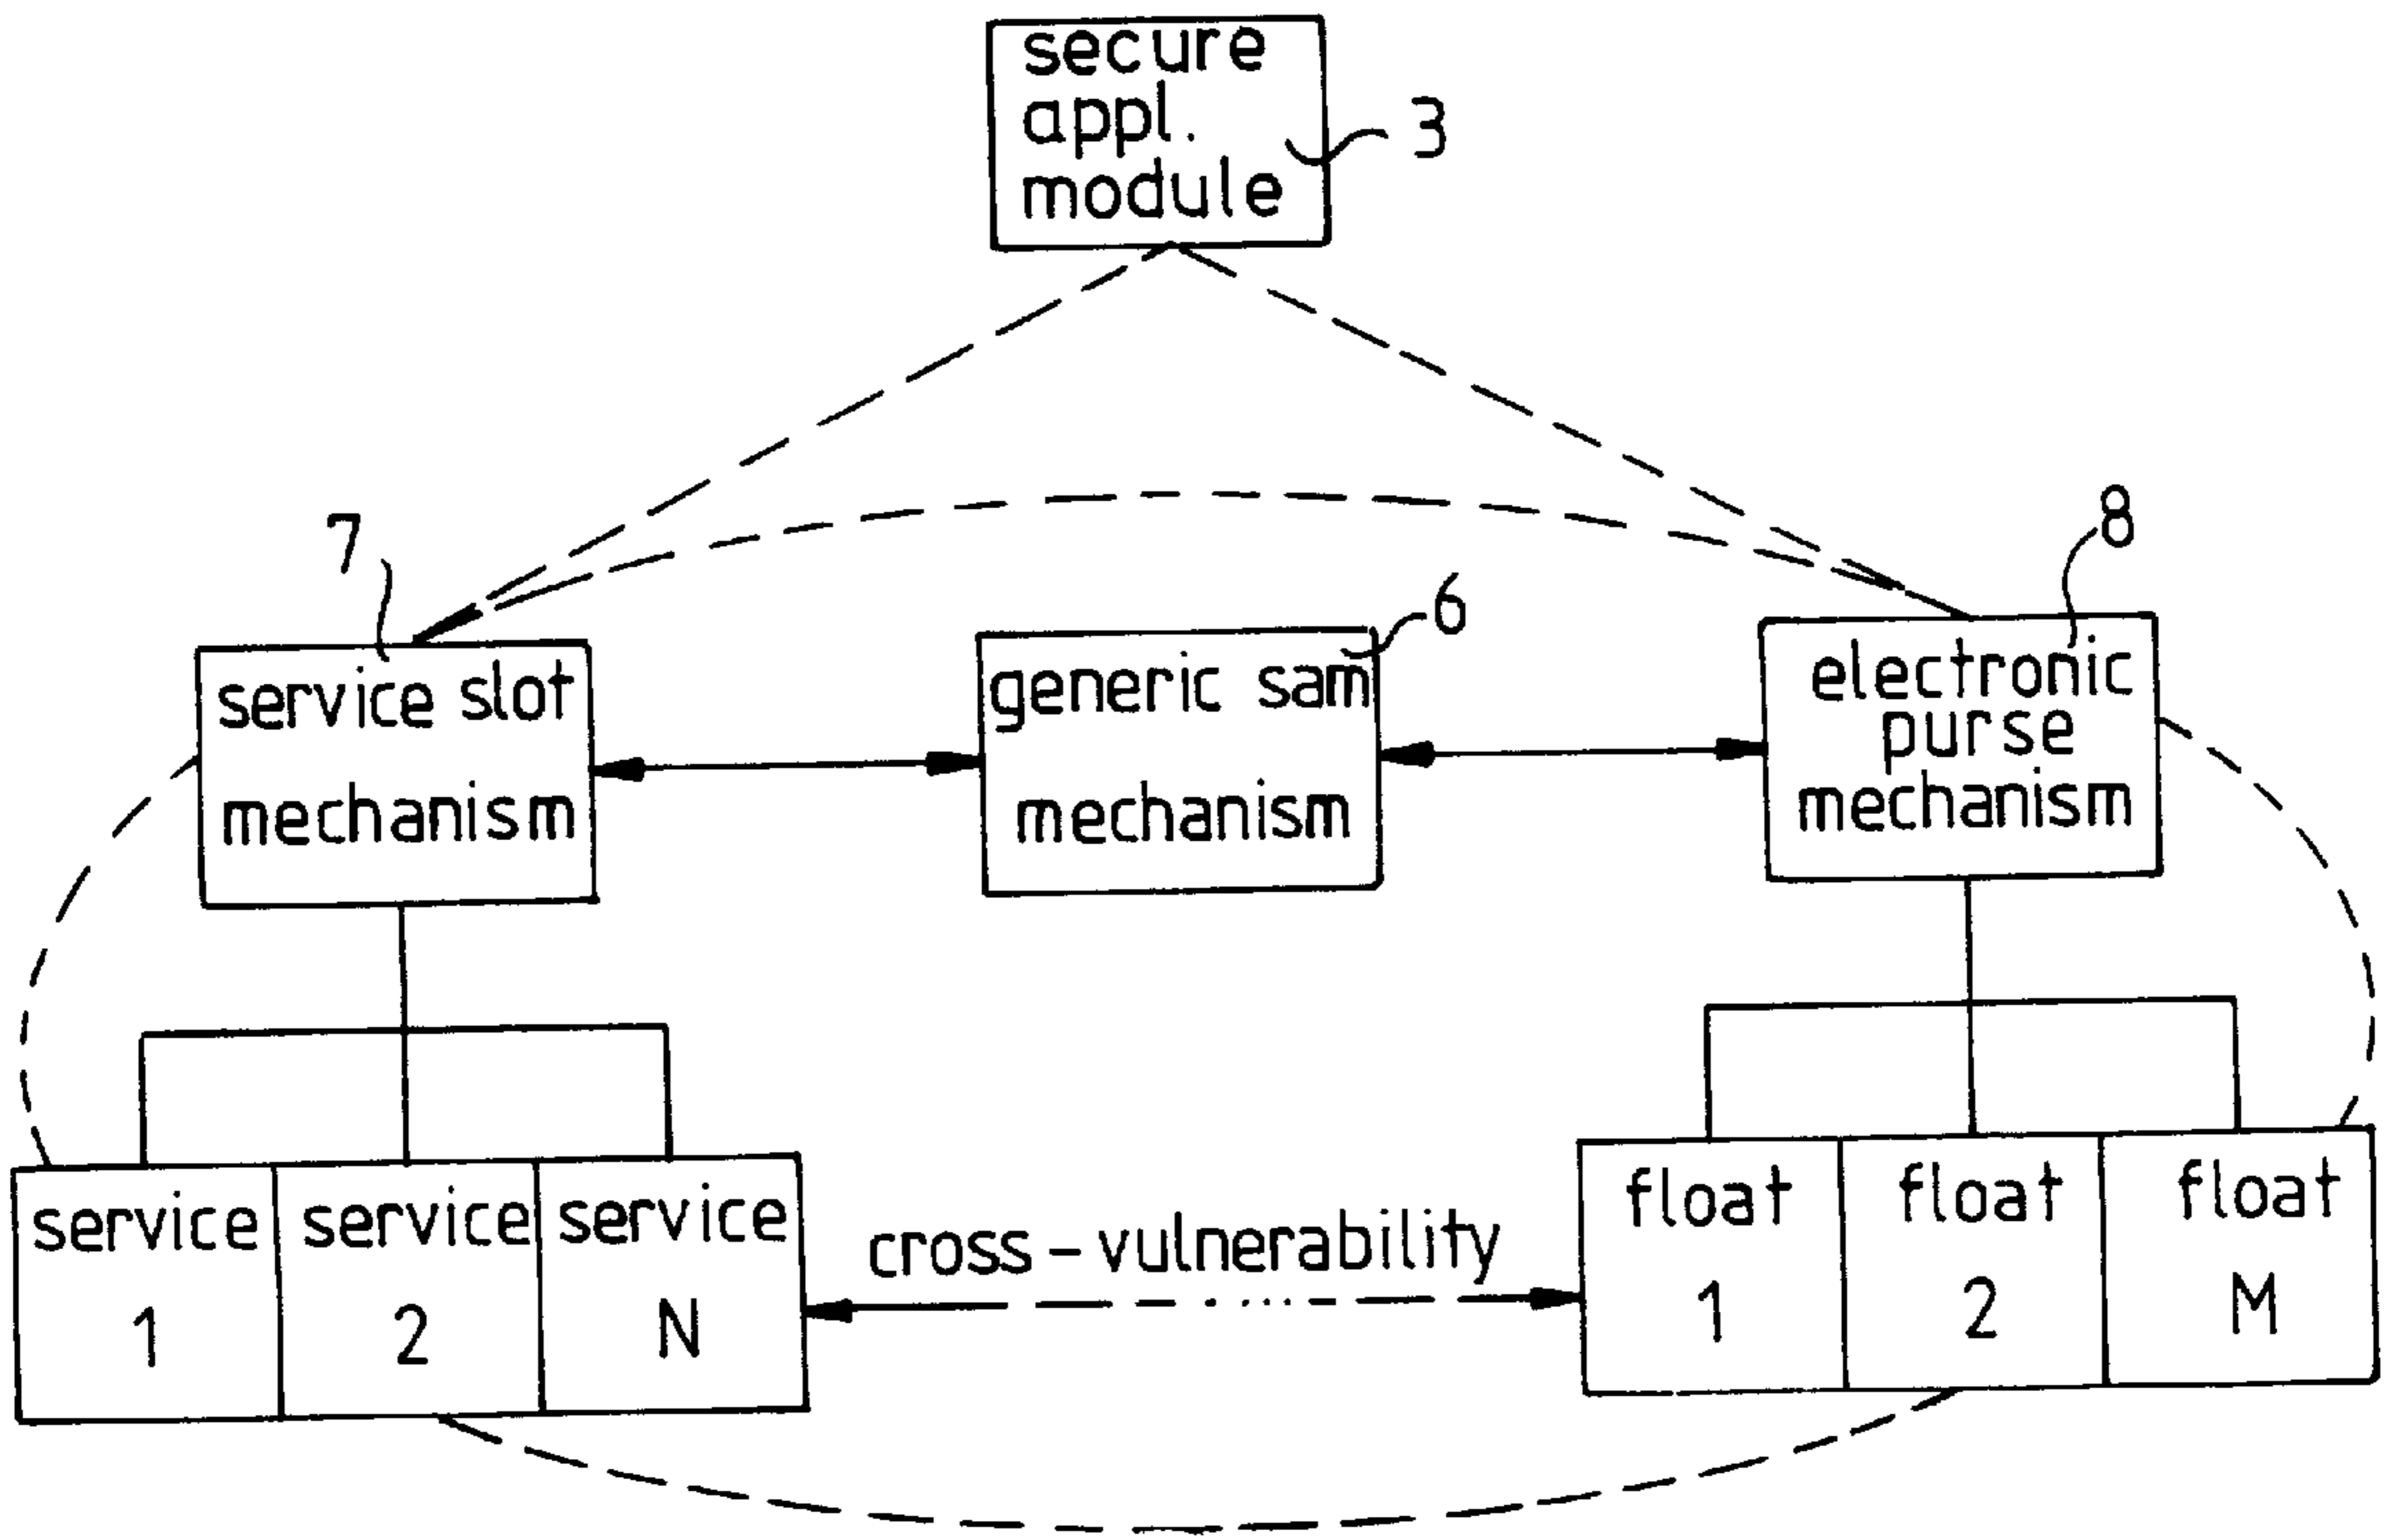 secure
appl.
module
3
7
8
6
service slot
mechanism
generic sam
mechanism
electronic
purse
mechanism
service
1
service
2
service
N
cross-vulnerability
float
1
float
2
float
M